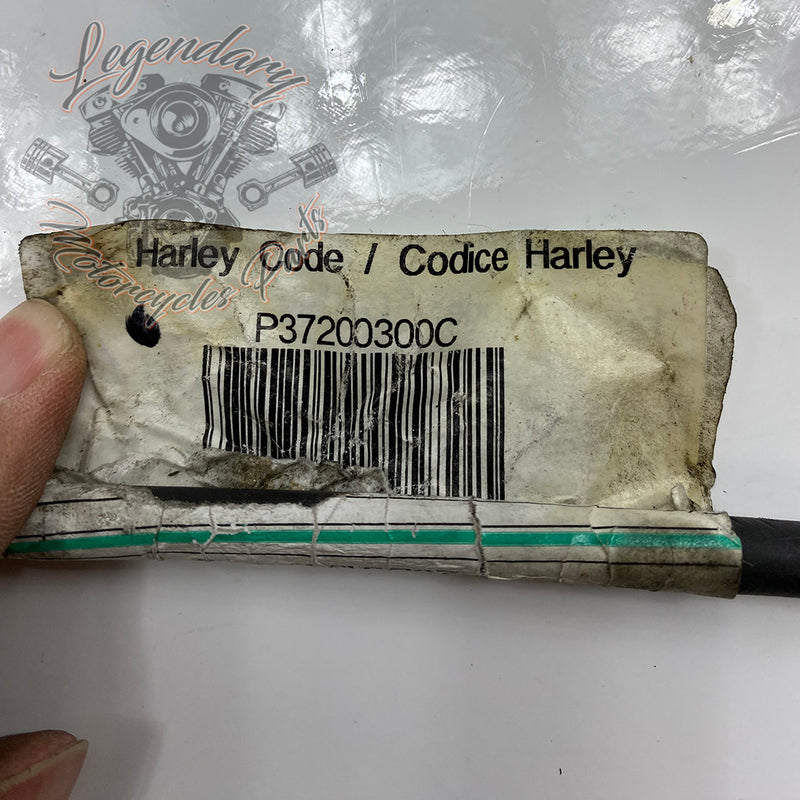 Legendary
Motorcycles Parts
Harley Code / Codice Harley
P37200300C